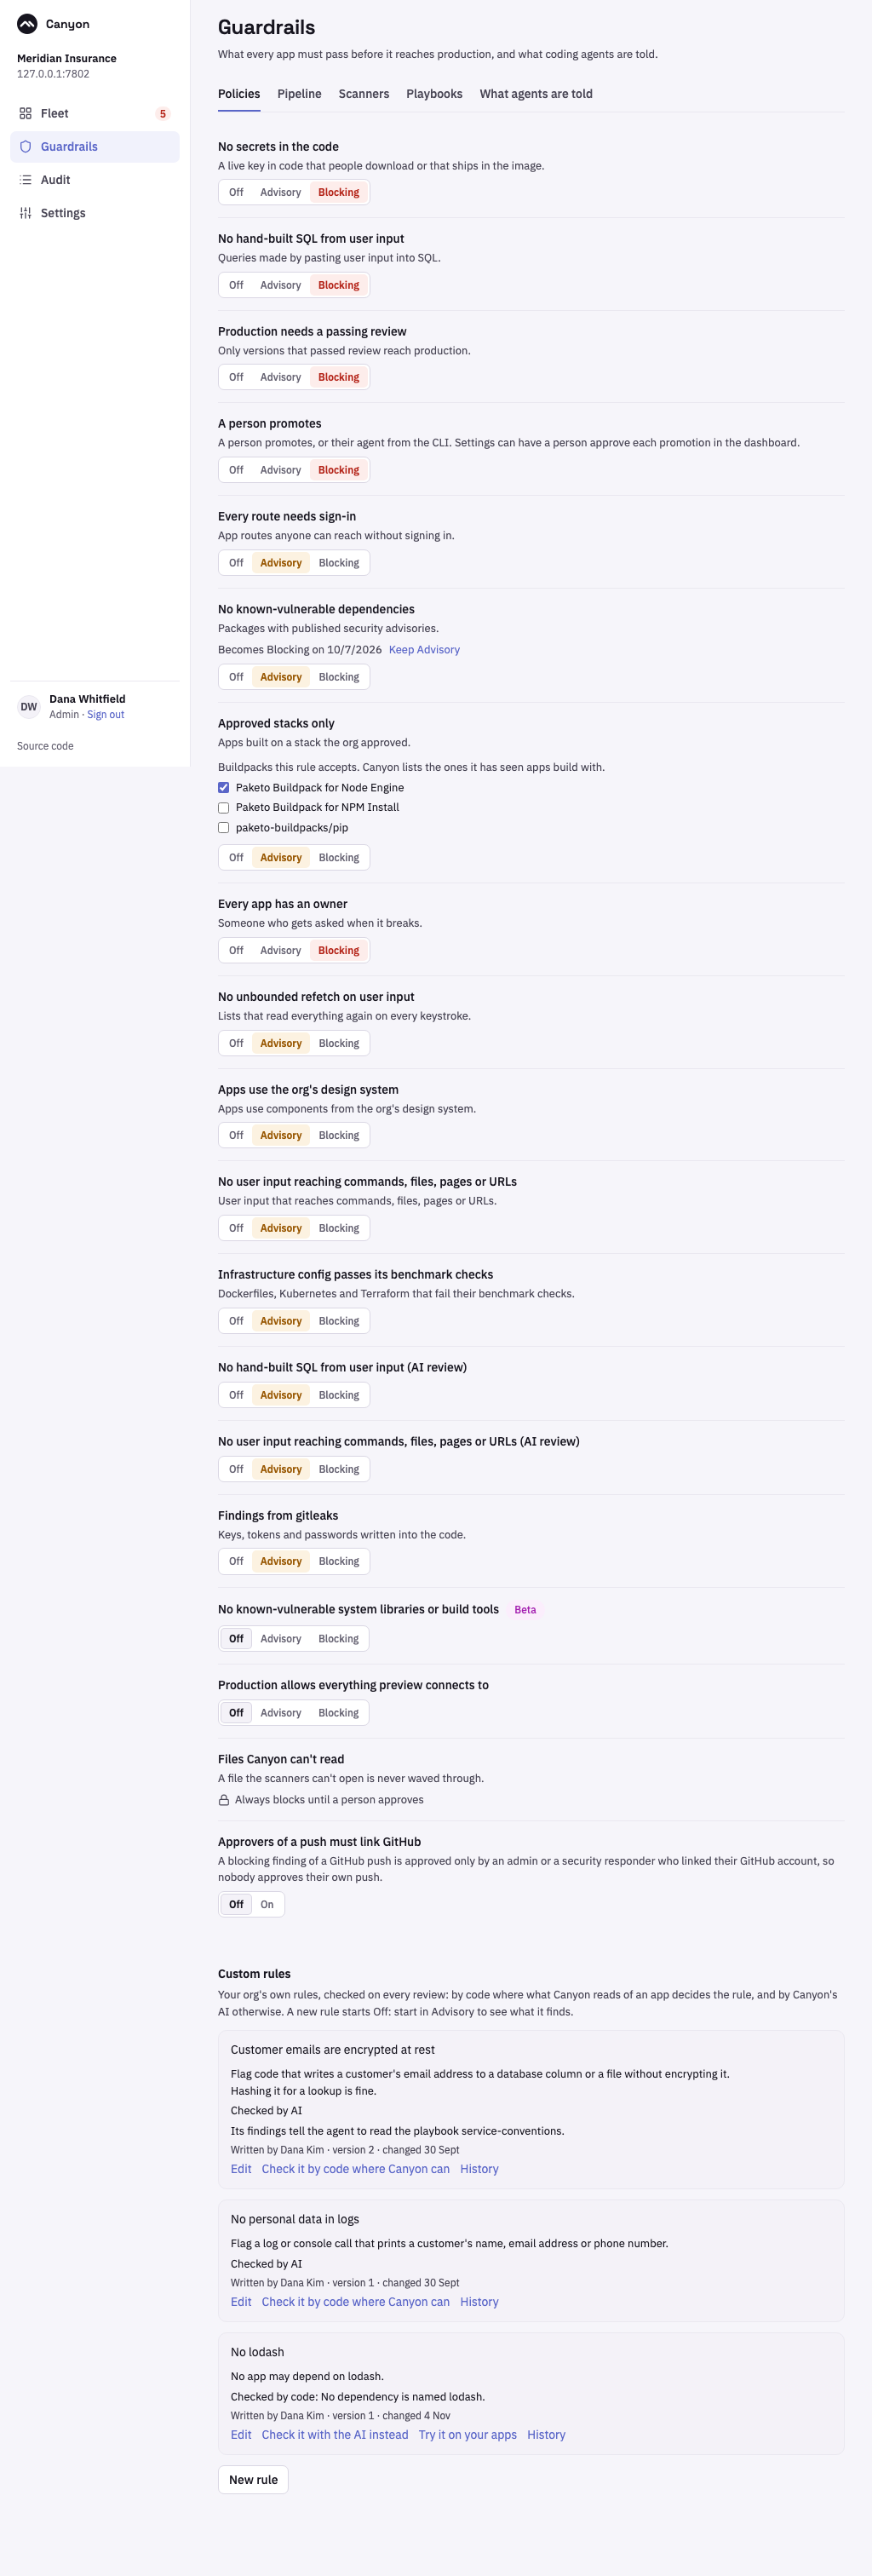 Canyon
Meridian Insurance
127.0.0.1:7802
Fleet 5
Guardrails
Audit
Settings
DW
Dana Whitfield
Admin · Sign out
Source code
Guardrails
What every app must pass before it reaches production, and what coding agents are told.
Policies Pipeline Scanners Playbooks What agents are told
No secrets in the code
A live key in code that people download or that ships in the image.
Off Advisory Blocking
No hand-built SQL from user input
Queries made by pasting user input into SQL.
Off Advisory Blocking
Production needs a passing review
Only versions that passed review reach production.
Off Advisory Blocking
A person promotes
A person promotes, or their agent from the CLI. Settings can have a person approve each promotion in the dashboard.
Off Advisory Blocking
Every route needs sign-in
App routes anyone can reach without signing in.
Off Advisory Blocking
No known-vulnerable dependencies
Packages with published security advisories.
Becomes Blocking on 10/7/2026 Keep Advisory
Off Advisory Blocking
Approved stacks only
Apps built on a stack the org approved.
Buildpacks this rule accepts. Canyon lists the ones it has seen apps build with.
Paketo Buildpack for Node Engine
Paketo Buildpack for NPM Install
paketo-buildpacks/pip
Off Advisory Blocking
Every app has an owner
Someone who gets asked when it breaks.
Off Advisory Blocking
No unbounded refetch on user input
Lists that read everything again on every keystroke.
Off Advisory Blocking
Apps use the org's design system
Apps use components from the org's design system.
Off Advisory Blocking
No user input reaching commands, files, pages or URLs
User input that reaches commands, files, pages or URLs.
Off Advisory Blocking
Infrastructure config passes its benchmark checks
Dockerfiles, Kubernetes and Terraform that fail their benchmark checks.
Off Advisory Blocking
No hand-built SQL from user input (AI review)
Off Advisory Blocking
No user input reaching commands, files, pages or URLs (AI review)
Off Advisory Blocking
Findings from gitleaks
Keys, tokens and passwords written into the code.
Off Advisory Blocking
No known-vulnerable system libraries or build tools Beta
Off Advisory Blocking
Production allows everything preview connects to
Off Advisory Blocking
Files Canyon can't read
A file the scanners can't open is never waved through.
Always blocks until a person approves
Approvers of a push must link GitHub
A blocking finding of a GitHub push is approved only by an admin or a security responder who linked their GitHub account, so
nobody approves their own push.
Off On
Custom rules
Your org's own rules, checked on every review: by code where what Canyon reads of an app decides the rule, and by Canyon's
AI otherwise. A new rule starts Off: start in Advisory to see what it finds.
Customer emails are encrypted at rest
Flag code that writes a customer's email address to a database column or a file without encrypting it.
Hashing it for a lookup is fine.
Checked by AI
Its findings tell the agent to read the playbook service-conventions.
Written by Dana Kim · version 2 · changed 30 Sept
Edit Check it by code where Canyon can History
No personal data in logs
Flag a log or console call that prints a customer's name, email address or phone number.
Checked by AI
Written by Dana Kim · version 1 · changed 30 Sept
Edit Check it by code where Canyon can History
No lodash
No app may depend on lodash.
Checked by code: No dependency is named lodash.
Written by Dana Kim · version 1 · changed 4 Nov
Edit Check it with the AI instead Try it on your apps History
New rule